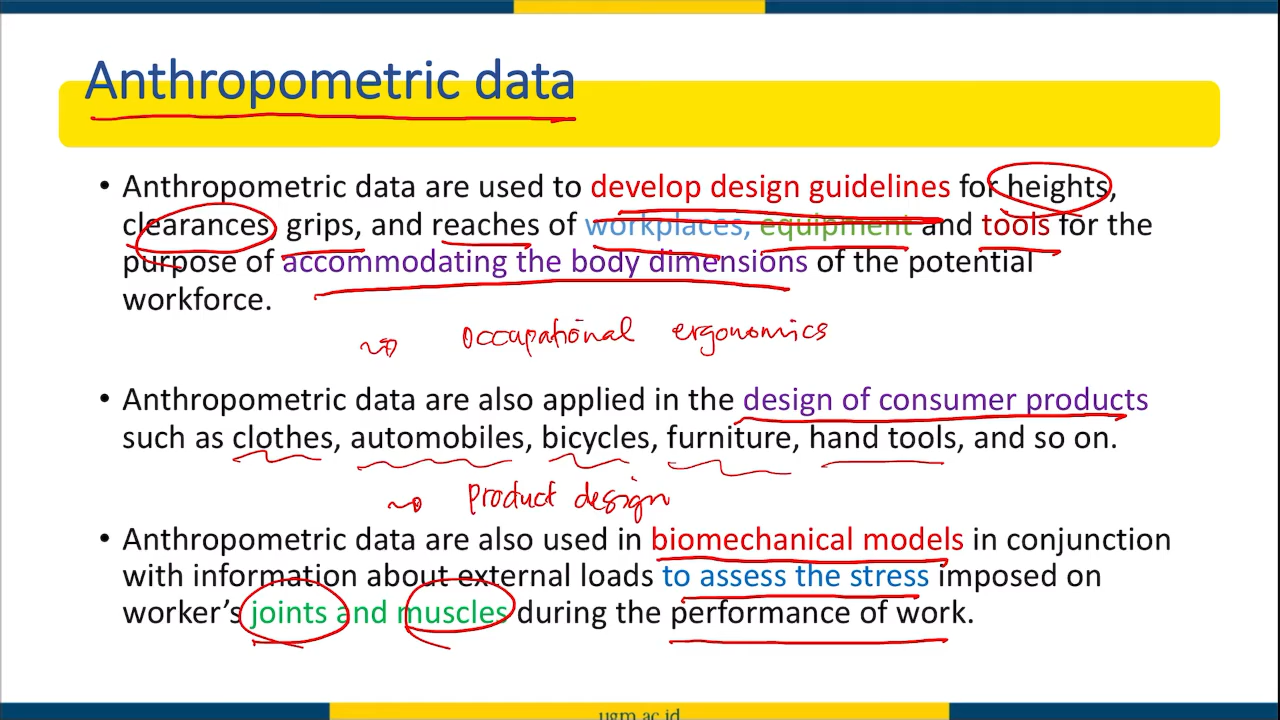 Anthropometric data
• Anthropometric data are used to develop design guidelines for heights,
clearances, grips, and reaches of workplaces, equipment and tools for the
purpose of accommodating the body dimensions of the potential
workforce.
occupational ergonomics
• Anthropometric data are also applied in the design of consumer products
such as clothes, automobiles, bicycles, furniture, hand tools, and so on.
product design
• Anthropometric data are also used in biomechanical models in conjunction
with information about external loads to assess the stress imposed on
worker's joints and muscles during the performance of work.
ugm.ac.id